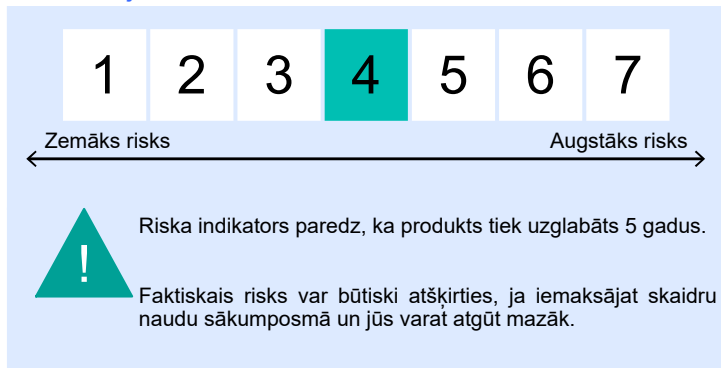 1 2 3 4 5 6 7
Zemāks risks Augstāks risks
!
Riska indikators paredz, ka produkts tiek uzglabāts 5 gadus.
Faktiskais risks var būtiski atšķirties, ja iemaksājat skaidru
naudu sākumposmā un jūs varat atgūt mazāk.